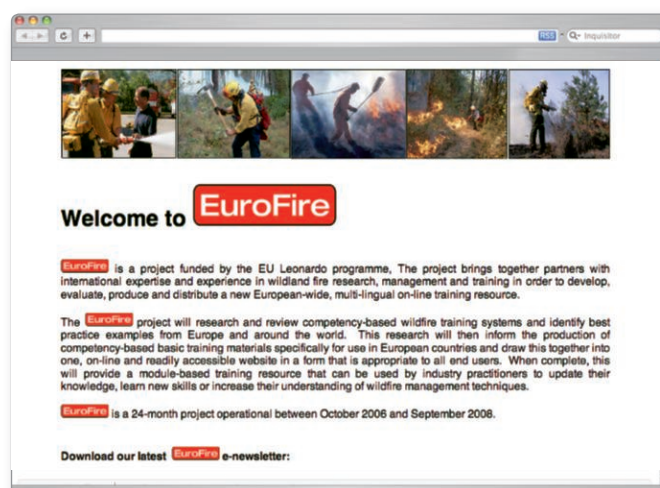 RSS Inquisitor
Welcome to EuroFire
EuroFire is a project funded by the EU Leonardo programme, The project brings together partners with
international expertise and experience in wildland fire research, management and training in order to develop,
evaluate, produce and distribute a new European-wide, multi-lingual on-line training resource.
The EuroFire project will research and review competency-based wildfire training systems and identify best
practice examples from Europe and around the world. This research will then inform the production of
competency-based basic training materials specifically for use in European countries and draw this together into
one, on-line and readily accessible website in a form that is appropriate to all end users. When complete, this
will provide a module-based training resource that can be used by industry practitioners to update their
knowledge, learn new skills or increase their understanding of wildfire management techniques.
EuroFire is a 24-month project operational between October 2006 and September 2008.
Download our latest EuroFire e-newsletter: